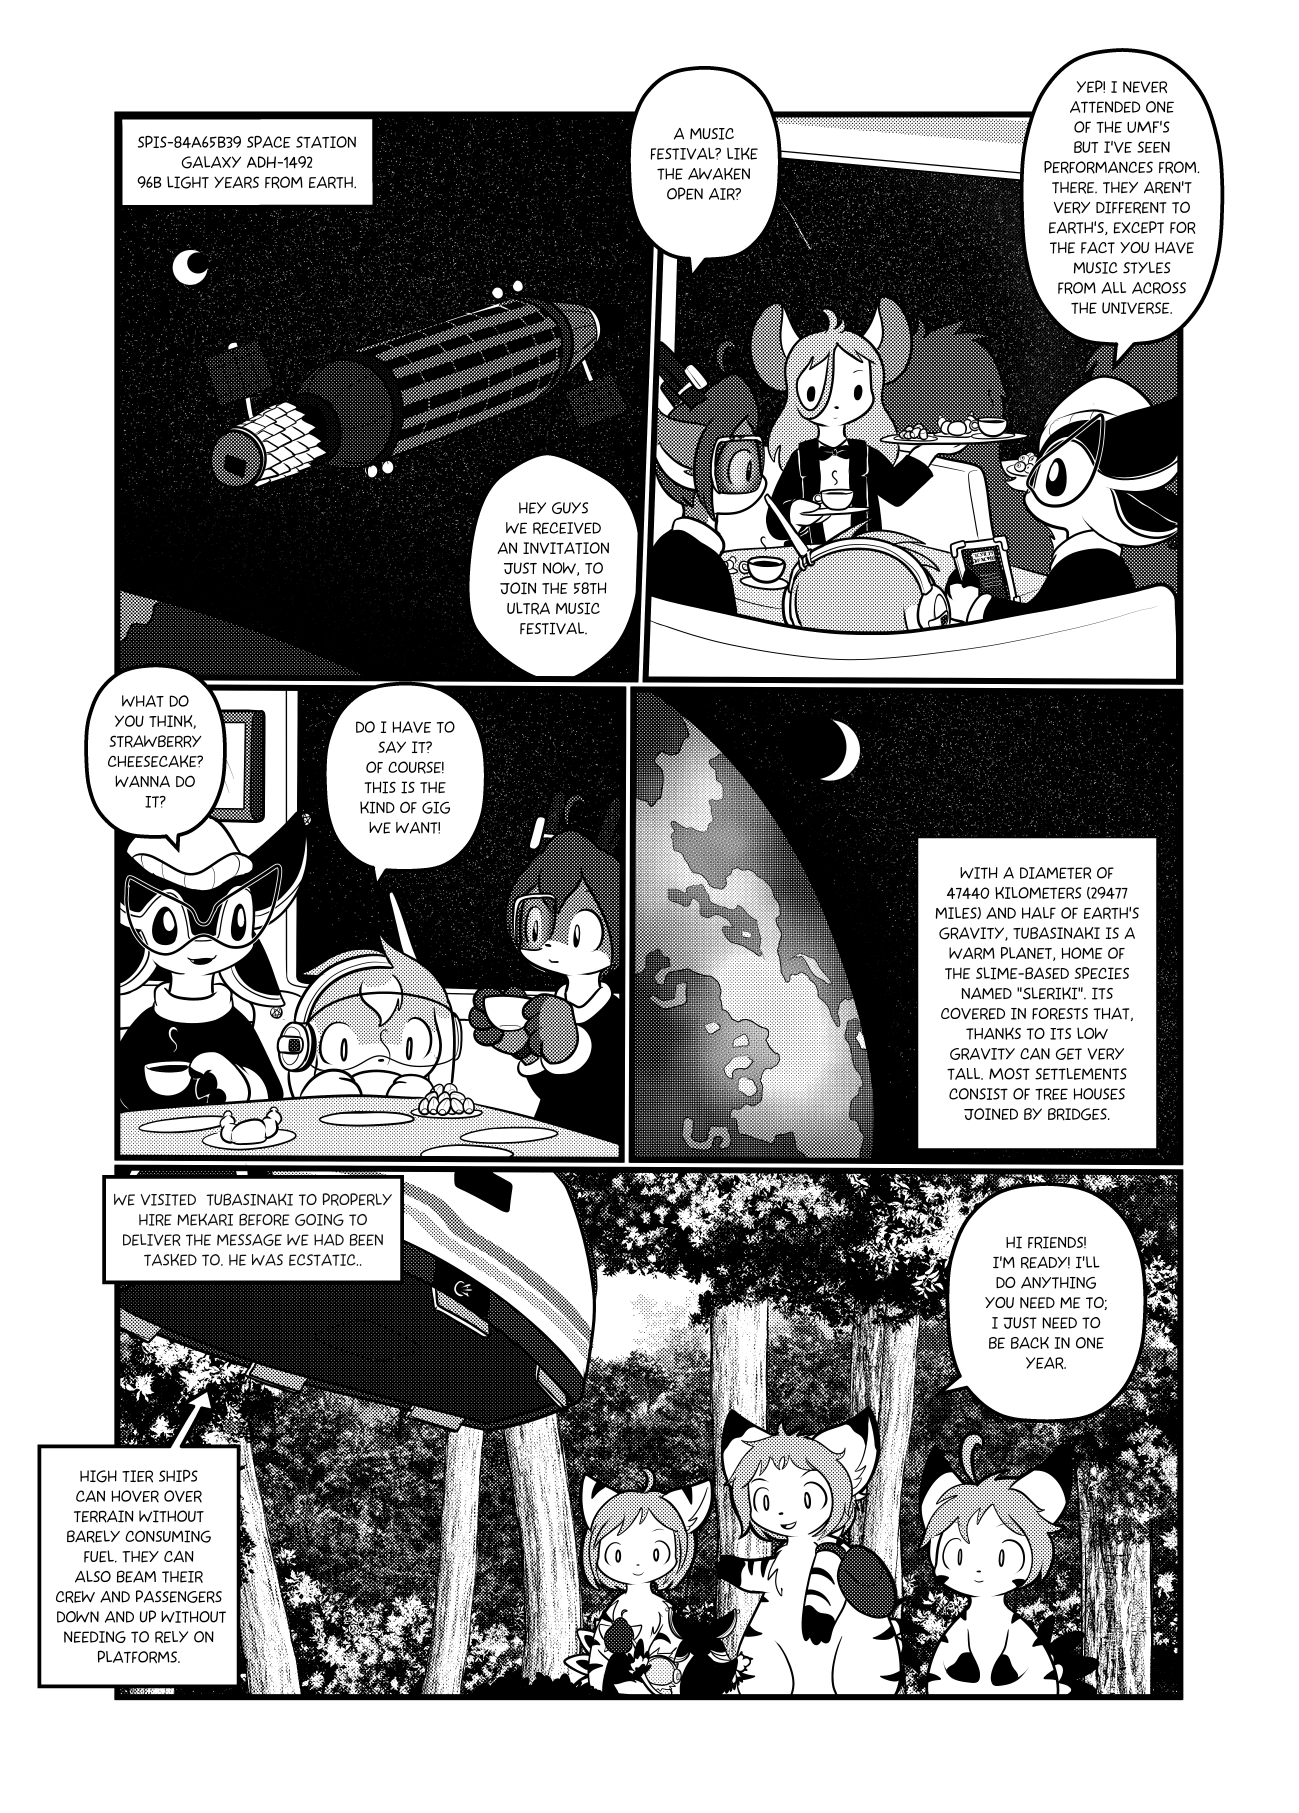 SPIS-84A65B39 SPACE STATION
GALAXY ADH-1492
96B LIGHT YEARS FROM EARTH.
HEY GUYS
WE RECEIVED
AN INVITATION
JUST NOW, TO
JOIN THE 58TH
ULTRA MUSIC
FESTIVAL.
A MUSIC
FESTIVAL? LIKE
THE AWAKEN
OPEN AIR?
YEP! I NEVER
ATTENDED ONE
OF THE UMF'S
BUT I'VE SEEN
PERFORMANCES FROM.
THERE. THEY AREN'T
VERY DIFFERENT TO
EARTH'S, EXCEPT FOR
THE FACT YOU HAVE
MUSIC STYLES
FROM ALL ACROSS
THE UNIVERSE.
WHAT DO
YOU THINK,
STRAWBERRY
CHEESECAKE?
WANNA DO
IT?
DO I HAVE TO
SAY IT?
OF COURSE!
THIS IS THE
KIND OF GIG
WE WANT!
WITH A DIAMETER OF
47440 KILOMETERS (29477
MILES) AND HALF OF EARTH'S
GRAVITY, TUBASINAKI IS A
WARM PLANET, HOME OF
THE SLIME-BASED SPECIES
NAMED "SLERIKI". ITS
COVERED IN FORESTS THAT,
THANKS TO ITS LOW
GRAVITY CAN GET VERY
TALL. MOST SETTLEMENTS
CONSIST OF TREE HOUSES
JOINED BY BRIDGES.
WE VISITED TUBASINAKI TO PROPERLY
HIRE MEKARI BEFORE GOING TO
DELIVER THE MESSAGE WE HAD BEEN
TASKED TO. HE WAS ECSTATIC..
HI FRIENDS!
I'M READY! I'LL
DO ANYTHING
YOU NEED ME TO;
I JUST NEED TO
BE BACK IN ONE
YEAR.
HIGH TIER SHIPS
CAN HOVER OVER
TERRAIN WITHOUT
BARELY CONSUMING
FUEL. THEY CAN
ALSO BEAM THEIR
CREW AND PASSENGERS
DOWN AND UP WITHOUT
NEEDING TO RELY ON
PLATFORMS.